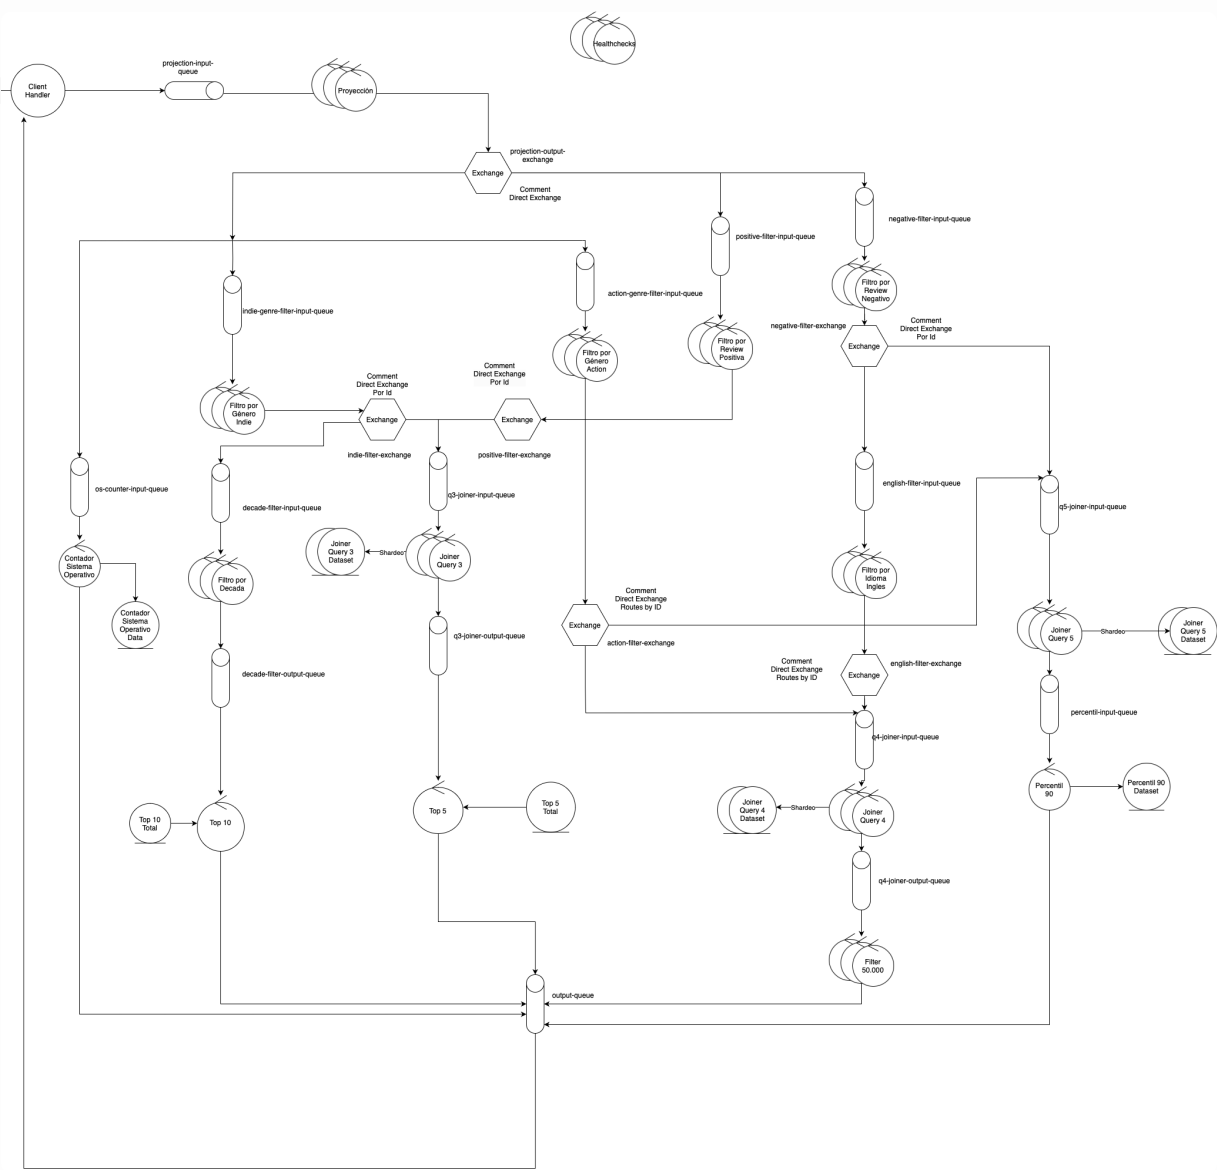 Healthchecks
projection-input-
queue
Client
Handler
Proyección
projection-output-
exchange
Exchange
Comment
Direct Exchange
negative-filter-input-queue
positive-filter-input-queue
Filtro por
Review
Negativo
action-genre-filter-input-queue
indie-genre-filter-input-queue
negative-filter-exchange
Comment
Direct Exchange
Por Id
Exchange
Filtro por
Review
Positiva
Filtro por
Género
Action
Comment
Direct Exchange
Por Id
Comment
Direct Exchange
Por Id
Filtro por
Género
Indie
Exchange
Exchange
indie-filter-exchange
positive-filter-exchange
os-counter-input-queue
decade-filter-input-queue
q3-joiner-input-queue
english-filter-input-queue
q5-joiner-input-queue
Contador
Sistema
Operativo
Filtro por
Decada
Joiner
Query 3
Dataset
Shardeo
Joiner
Query 3
Filtro por
Idioma
Ingles
Contador
Sistema
Operativo
Data
Comment
Direct Exchange
Routes by ID
Exchange
action-filter-exchange
q3-joiner-output-queue
Joiner
Query 5
Shardeo
Joiner
Query 5
Dataset
decade-filter-output-queue
Comment
Direct Exchange
Routes by ID
Exchange
english-filter-exchange
percentil-input-queue
q4-joiner-input-queue
Percentil
90
Percentil 90
Dataset
Top 10
Total
Top 10
Top 5
Top 5
Total
Joiner
Query 4
Dataset
Shardeo
Joiner
Query 4
q4-joiner-output-queue
Filter
50.000
output-queue